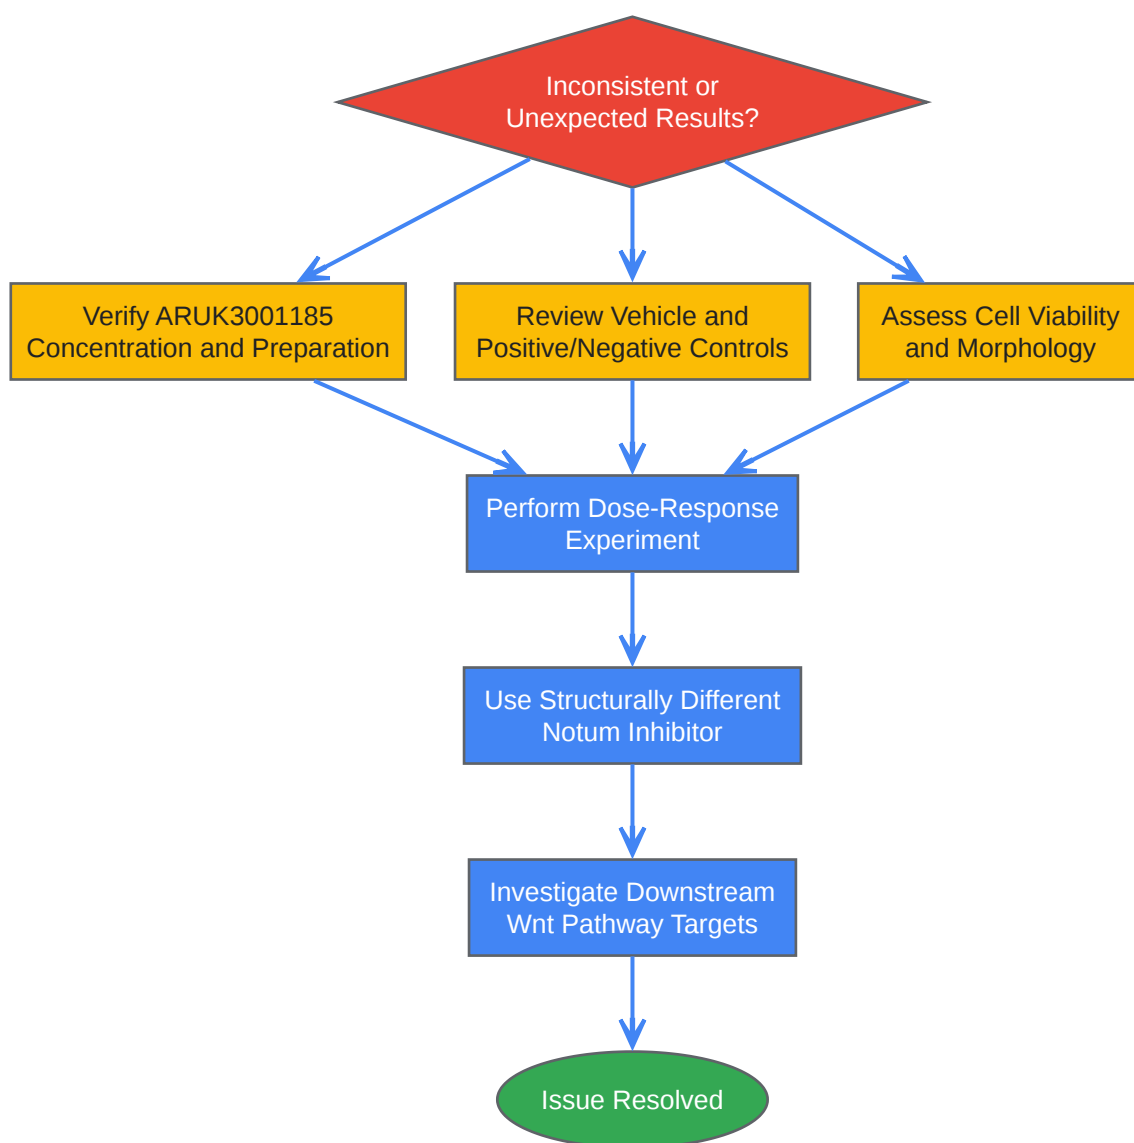 Inconsistent or
Unexpected Results?
Verify ARUK3001185
Concentration and Preparation
Review Vehicle and
Positive/Negative Controls
Assess Cell Viability
and Morphology
Perform Dose-Response
Experiment
Use Structurally Different
Notum Inhibitor
Investigate Downstream
Wnt Pathway Targets
Issue Resolved